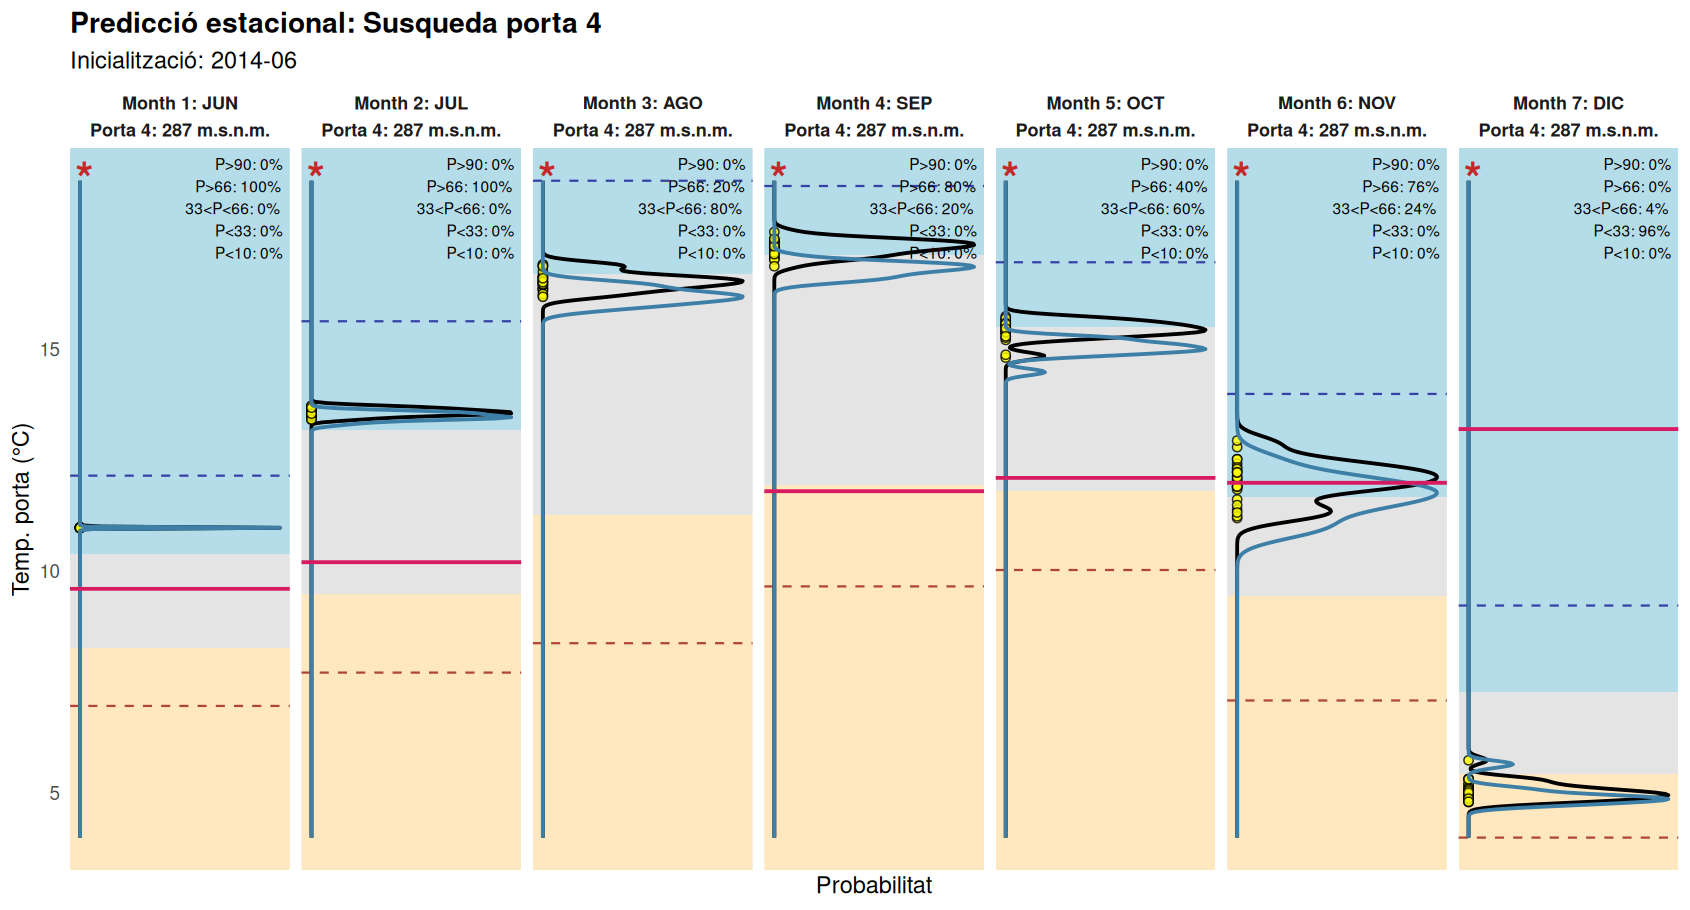 Predicció estacional: Susqueda porta 4
Inicialització: 2014-06
Month 1: JUN
Porta 4: 287 m.s.n.m.
Month 2: JUL
Porta 4: 287 m.s.n.m.
Month 3: AGO
Porta 4: 287 m.s.n.m.
Month 4: SEP
Porta 4: 287 m.s.n.m.
Month 5: OCT
Porta 4: 287 m.s.n.m.
Month 6: NOV
Porta 4: 287 m.s.n.m.
Month 7: DIC
Porta 4: 287 m.s.n.m.
*
P>90: 0%
P>66: 100%
33<P<66: 0%
P<33: 0%
P<10: 0%
*
P>90: 0%
P>66: 100%
33<P<66: 0%
P<33: 0%
P<10: 0%
*
P>90: 0%
P>66: 20%
33<P<66: 80%
P<33: 0%
P<10: 0%
*
P>90: 0%
P>66: 80%
33<P<66: 20%
P<33: 0%
P<10: 0%
*
P>90: 0%
P>66: 40%
33<P<66: 60%
P<33: 0%
P<10: 0%
*
P>90: 0%
P>66: 76%
33<P<66: 24%
P<33: 0%
P<10: 0%
*
P>90: 0%
P>66: 0%
33<P<66: 4%
P<33: 96%
P<10: 0%
Temp. porta (°C)
15
10
5
Probabilitat